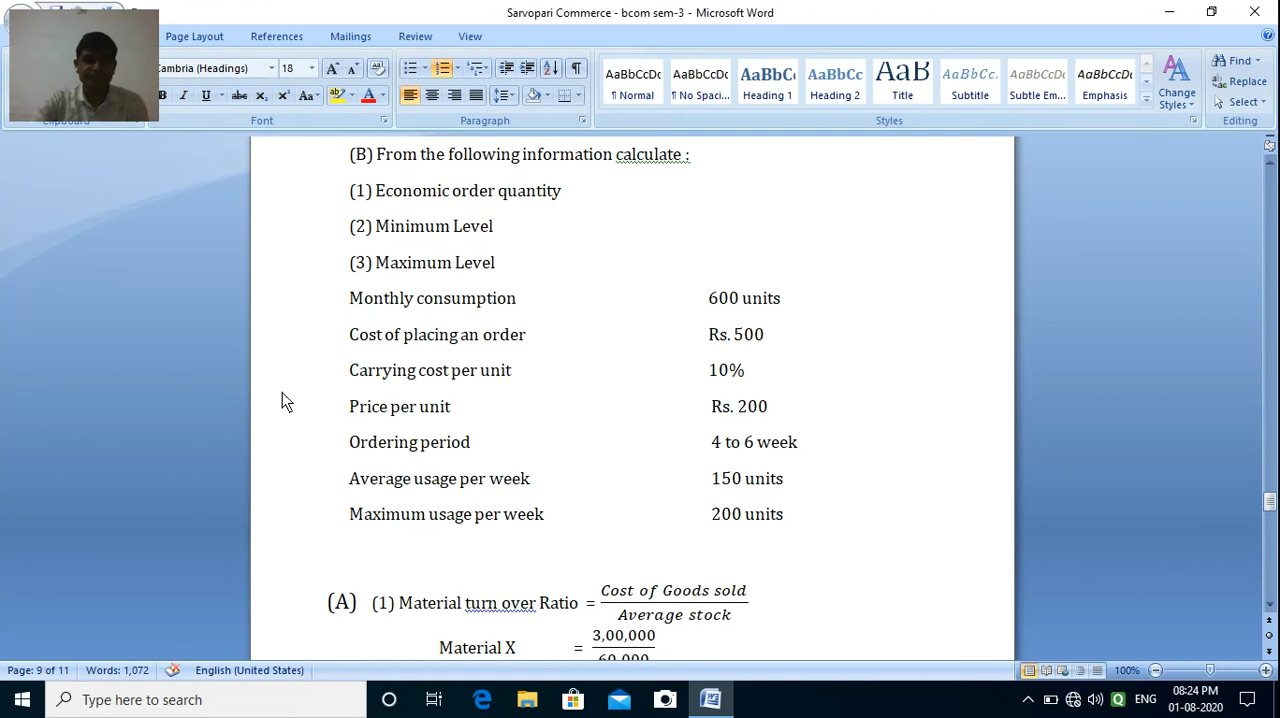 Sarvopari Commerce - bcom sem-3 - Microsoft Word
Page Layout References Mailings Review View
Cambria (Headings) 18
AaBbCcDc AaBbCcDc AaBbC AaBbCc AaB AaBbCc. AaBbCcDc AaBbCcDc
¶ Normal ¶ No Spaci... Heading 1 Heading 2 Title Subtitle Subtle Em... Emphasis
Change Styles
Find
Replace
Select
Font Paragraph Styles Editing
(B) From the following information calculate :
(1) Economic order quantity
(2) Minimum Level
(3) Maximum Level
Monthly consumption 600 units
Cost of placing an order Rs. 500
Carrying cost per unit 10%
Price per unit Rs. 200
Ordering period 4 to 6 week
Average usage per week 150 units
Maximum usage per week 200 units
(A) (1) Material turn over Ratio = Cost of Goods sold / Average stock
Material X = 3,00,000 / 60,000
Page: 9 of 11 Words: 1,072 English (United States) 100%
Type here to search
ENG
08:24 PM
01-08-2020